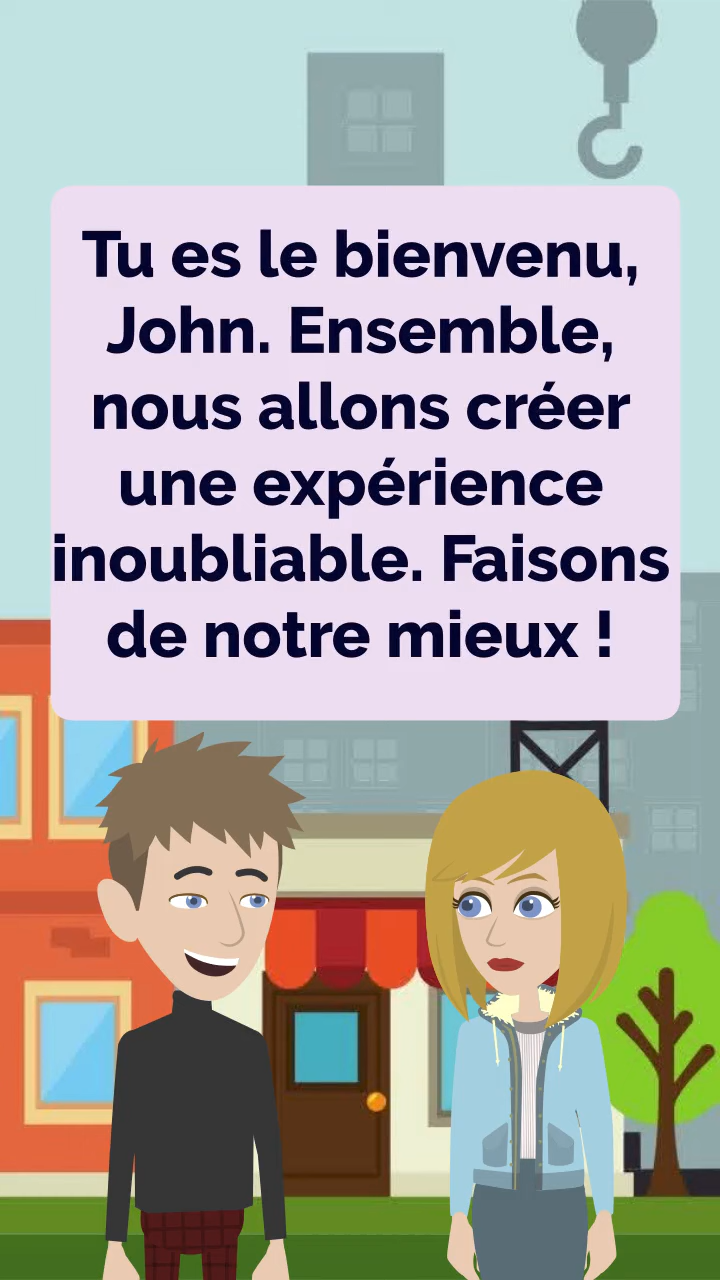 Tu es le bienvenu,
John. Ensemble,
nous allons créer
une expérience
inoubliable. Faisons
de notre mieux !